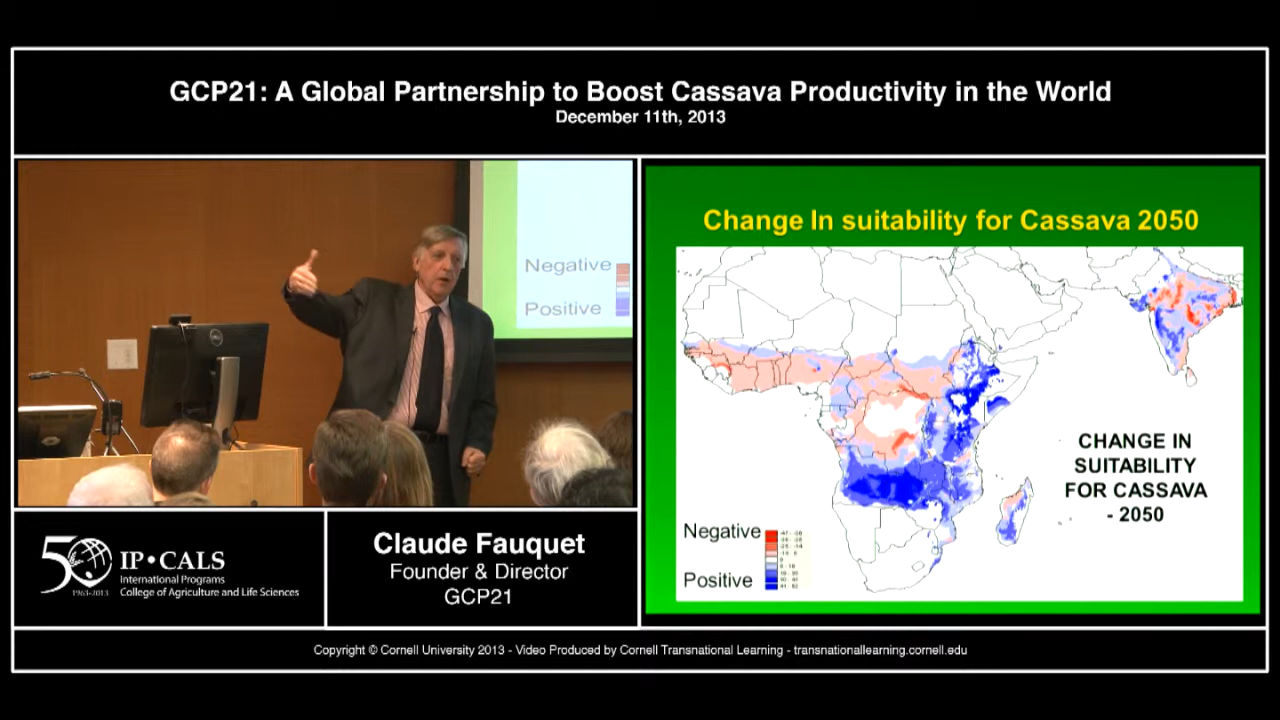 GCP21: A Global Partnership to Boost Cassava Productivity in the World
December 11th, 2013
Negative
Positive
Change In suitability for Cassava 2050
CHANGE IN
SUITABILITY
FOR CASSAVA
- 2050
Negative
Positive
50
1963-2013
IP•CALS
International Programs
College of Agriculture and Life Sciences
Claude Fauquet
Founder & Director
GCP21
Copyright © Cornell University 2013 - Video Produced by Cornell Transnational Learning - transnationallearning.cornell.edu